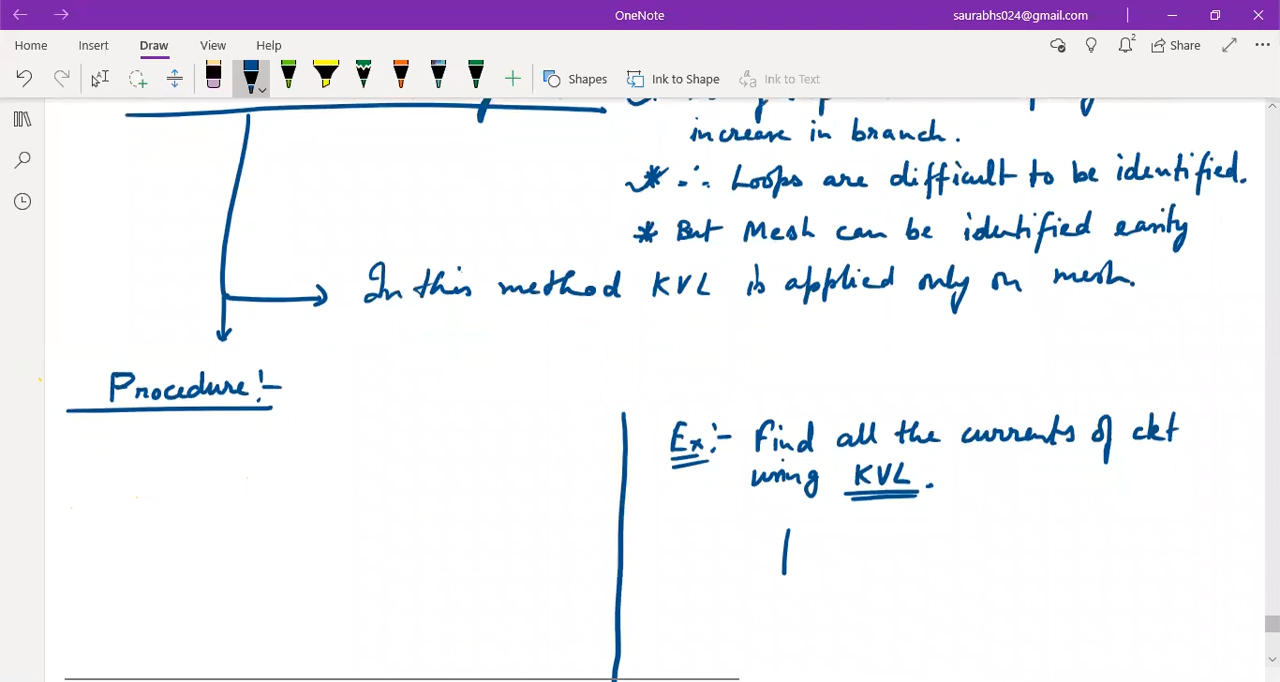 OneNote
saurabhs024@gmail.com
Home Insert Draw View Help
Share
Shapes Ink to Shape Ink to Text
increase in branch.
* ∴ Loops are difficult to be identified.
* But Mesh can be identified easity
In this method KVL is applied only on mesh.
Procedure:-
Ex:- Find all the currents of ckt
using KVL.